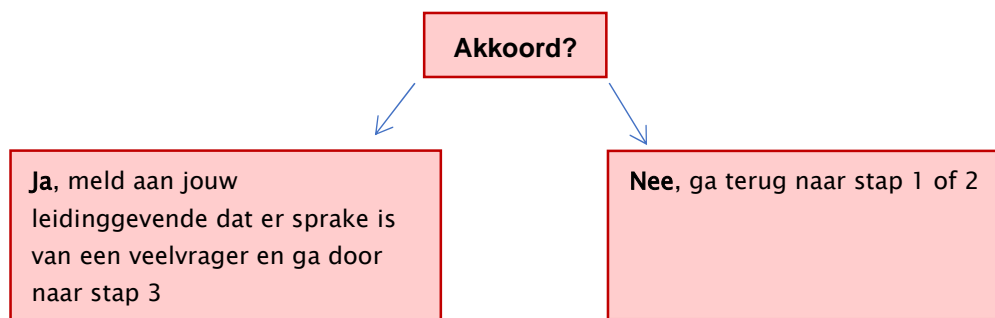 Akkoord?
Ja, meld aan jouw
leidinggevende dat er sprake is
van een veelvrager en ga door
naar stap 3
Nee, ga terug naar stap 1 of 2